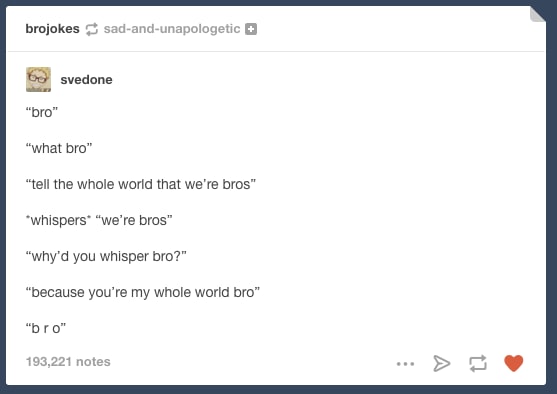 brojokes sad-and-unapologetic
svedone
“bro”
“what bro”
“tell the whole world that we’re bros”
*whispers* “we’re bros”
“why’d you whisper bro?”
“because you’re my whole world bro”
“b r o”
193,221 notes